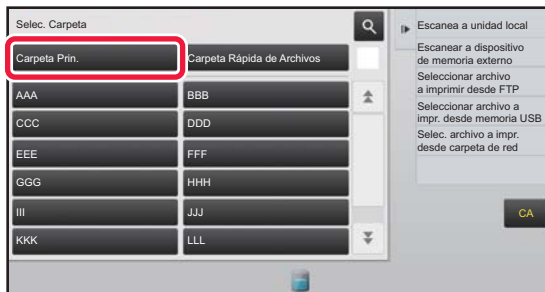 Selec. Carpeta
Carpeta Prin.
Carpeta Rápida de Archivos
AAA
BBB
CCC
DDD
EEE
FFF
GGG
HHH
III
JJJ
KKK
LLL
Escanea a unidad local
Escanear a dispositivo
de memoria externo
Seleccionar archivo
a imprimir desde FTP
Seleccionar archivo a
impr. desde memoria USB
Selec. archivo a impr.
desde carpeta de red
CA